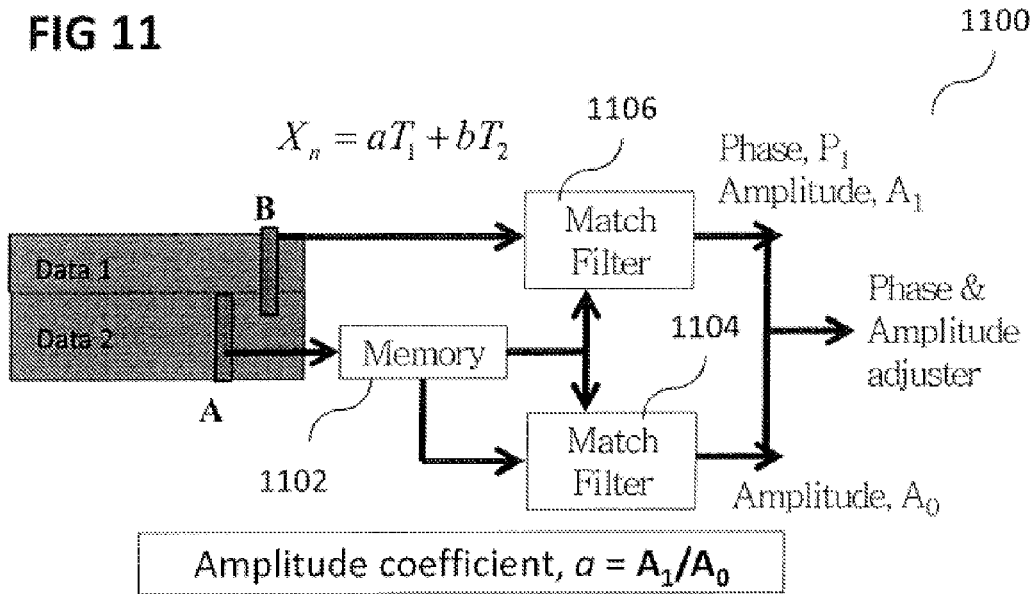 FIG 11
1100
X_n = aT_1 + bT_2
1106
Phase, P_1
Amplitude, A_1
B
Match
Filter
Data 1
Data 2
Memory
1104
Phase &
Amplitude
adjuster
A
1102
Match
Filter
Amplitude, A_0
Amplitude coefficient, a = A_1/A_0